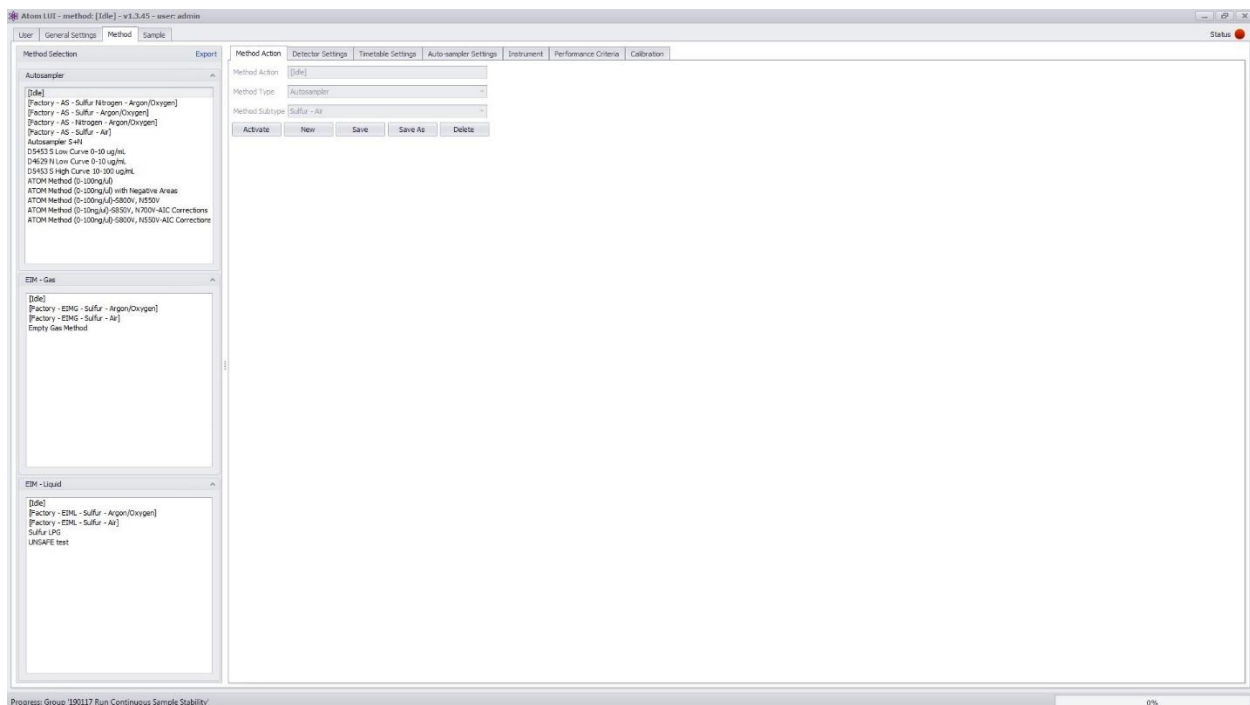 Atom LUI - method: [Idle] - v1.3.45 - user: admin
User General Settings Method Sample
Status
Method Selection Export
Autosampler
[Idle]
[Factory - AS - Sulfur Nitrogen - Argon/Oxygen]
[Factory - AS - Sulfur - Argon/Oxygen]
[Factory - AS - Nitrogen - Argon/Oxygen]
[Factory - AS - Sulfur - Air]
Autosampler S+N
D5453 S Low Curve 0-10 ug/mL
D4629 N Low Curve 0-10 ug/mL
D5453 S High Curve 10-100 ug/mL
ATOM Method (0-100ng/ul)
ATOM Method (0-100ng/ul) with Negative Areas
ATOM Method (0-100ng/ul)-S800V, N550V
ATOM Method (0-10ng/ul)-S850V, N700V-AIC Corrections
ATOM Method (0-100ng/ul)-S800V, N550V-AIC Corrections
EIM - Gas
[Idle]
[Factory - EIMG - Sulfur - Argon/Oxygen]
[Factory - EIMG - Sulfur - Air]
Empty Gas Method
EIM - Liquid
[Idle]
[Factory - EIML - Sulfur - Argon/Oxygen]
[Factory - EIML - Sulfur - Air]
Sulfur LPG
UNSAFE test
Method Action Detector Settings Timetable Settings Auto-sampler Settings Instrument Performance Criteria Calibration
Method Action [Idle]
Method Type Autosampler
Method Subtype Sulfur - Air
Activate New Save Save As Delete
Progress: Group '190117 Run Continuous Sample Stability'
0%